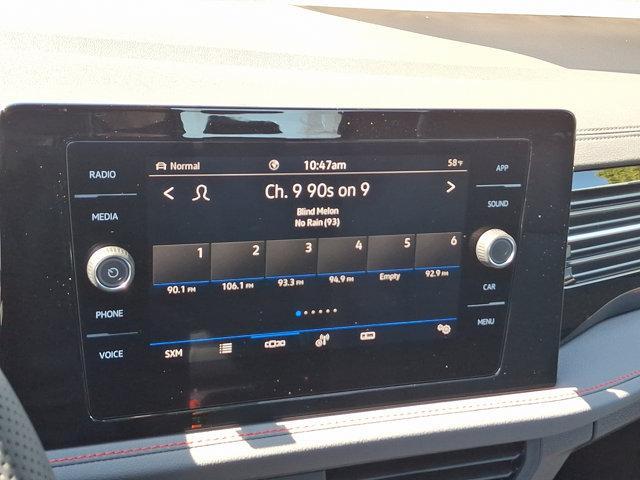 Normal 10:47am 58°F
RADIO
APP
Ch. 9 90s on 9
MEDIA
SOUND
Blind Melon
No Rain (93)
1 2 3 4 5 6
90.1 FM 106.1 FM 93.3 FM 94.9 FM Empty 92.9 FM
PHONE
CAR
VOICE
MENU
SXM